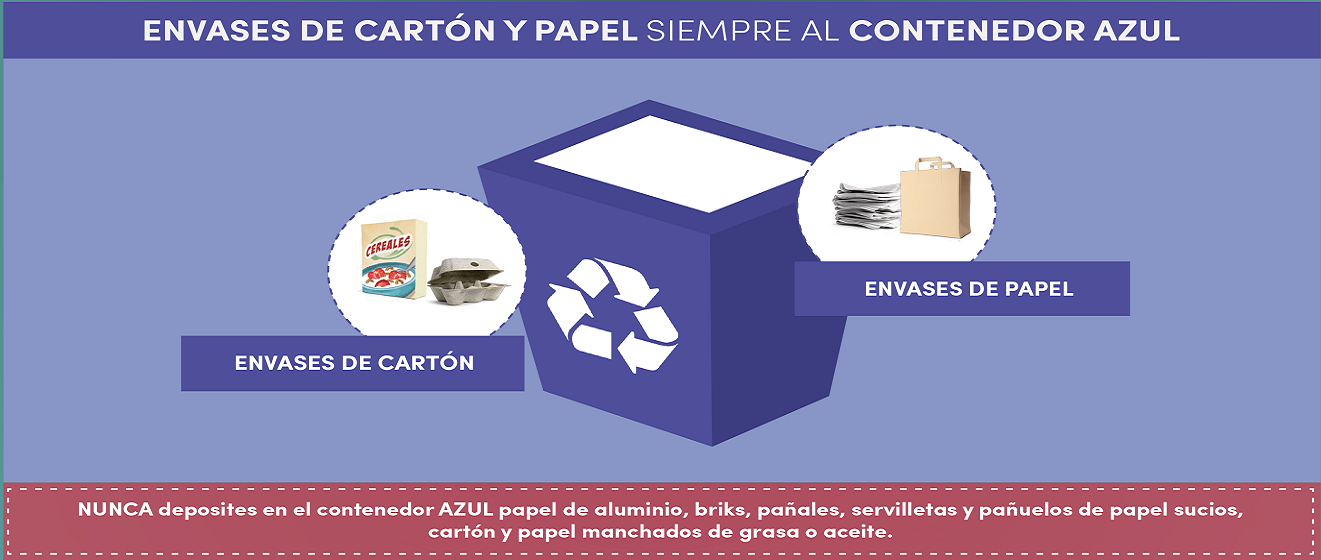 ENVASES DE CARTÓN Y PAPEL SIEMPRE AL CONTENEDOR AZUL
CEREALES
ENVASES DE PAPEL
ENVASES DE CARTÓN
NUNCA deposites en el contenedor AZUL papel de aluminio, briks, pañales, servilletas y pañuelos de papel sucios,
cartón y papel manchados de grasa o aceite.